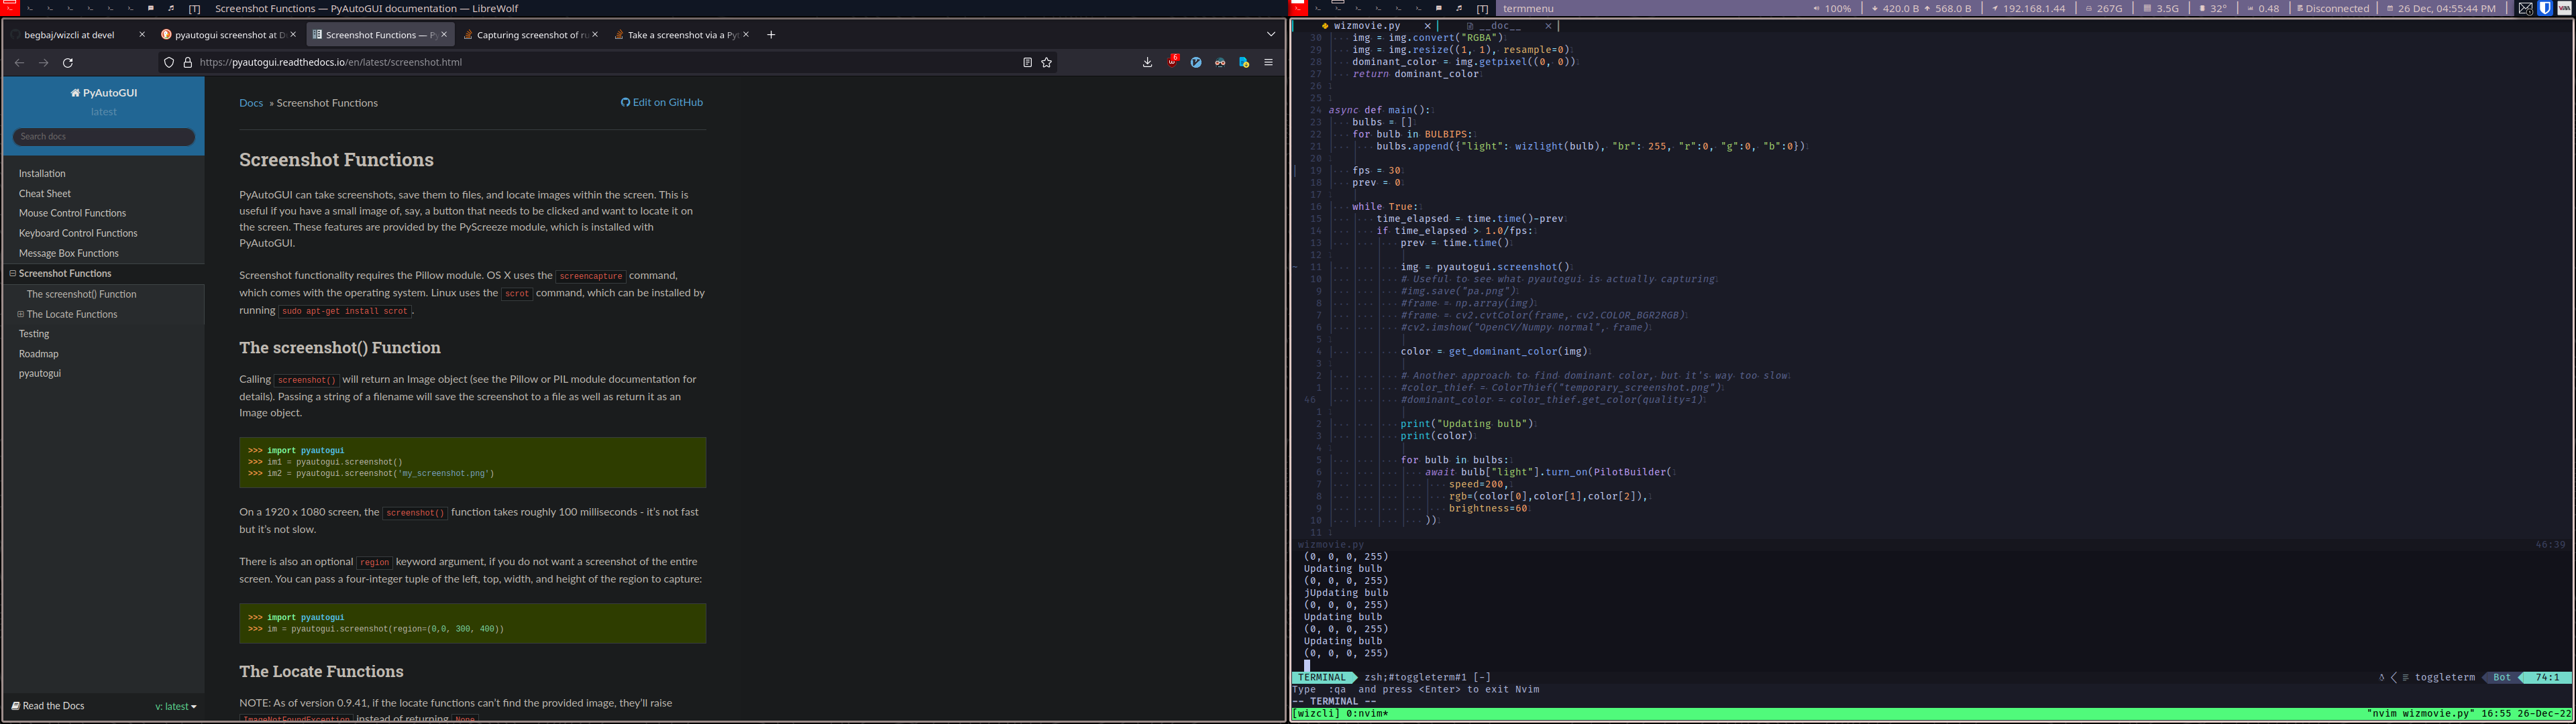 [T] Screenshot Functions — PyAutoGUI documentation — LibreWolf
begbaj/wizcli at devel
pyautogui screenshot at D
Screenshot Functions — P
Capturing screenshot of ru
Take a screenshot via a Pyt
https://pyautogui.readthedocs.io/en/latest/screenshot.html
PyAutoGUI
latest
Search docs
Installation
Cheat Sheet
Mouse Control Functions
Keyboard Control Functions
Message Box Functions
Screenshot Functions
The screenshot() Function
The Locate Functions
Testing
Roadmap
pyautogui
Read the Docs
v: latest
Docs » Screenshot Functions
Edit on GitHub
Screenshot Functions
PyAutoGUI can take screenshots, save them to files, and locate images within the screen. This is
useful if you have a small image of, say, a button that needs to be clicked and want to locate it on
the screen. These features are provided by the PyScreeze module, which is installed with
PyAutoGUI.
Screenshot functionality requires the Pillow module. OS X uses the screencapture command,
which comes with the operating system. Linux uses the scrot command, which can be installed by
running sudo apt-get install scrot.
The screenshot() Function
Calling screenshot() will return an Image object (see the Pillow or PIL module documentation for
details). Passing a string of a filename will save the screenshot to a file as well as return it as an
Image object.
>>> import pyautogui
>>> im1 = pyautogui.screenshot()
>>> im2 = pyautogui.screenshot('my_screenshot.png')
On a 1920 x 1080 screen, the screenshot() function takes roughly 100 milliseconds - it's not fast
but it's not slow.
There is also an optional region keyword argument, if you do not want a screenshot of the entire
screen. You can pass a four-integer tuple of the left, top, width, and height of the region to capture:
>>> import pyautogui
>>> im = pyautogui.screenshot(region=(0,0, 300, 400))
The Locate Functions
NOTE: As of version 0.9.41, if the locate functions can't find the provided image, they'll raise
ImageNotFoundException instead of returning None
[T] termmenu
100% | 420.0 B 568.0 B | 192.168.1.44 | 267G | 3.5G | 32° | 0.48 | Disconnected | 26 Dec, 04:55:44 PM
wizmovie.py
__doc__
30 img = img.convert("RGBA")
29 img = img.resize((1, 1), resample=0)
28 dominant_color = img.getpixel((0, 0))
27 return dominant_color
26
25
24 async def main():
23 bulbs = []
22 for bulb in BULBIPS:
21 bulbs.append({"light": wizlight(bulb), "br": 255, "r":0, "g":0, "b":0})
20
19 fps = 30
18 prev = 0
17
16 while True:
15 time_elapsed = time.time()-prev
14 if time_elapsed > 1.0/fps:
13 prev = time.time()
12
11 img = pyautogui.screenshot()
10 # Useful to see what pyautogui is actually capturing
9 #img.save("pa.png")
8 #frame = np.array(img)
7 #frame = cv2.cvtColor(frame, cv2.COLOR_BGR2RGB)
6 #cv2.imshow("OpenCV/Numpy normal", frame)
5
4 color = get_dominant_color(img)
3
2 # Another approach to find dominant color, but it's way too slow
1 #color_thief = ColorThief("temporary_screenshot.png")
46 #dominant_color = color_thief.get_color(quality=1)
1
2 print("Updating bulb")
3 print(color)
4
5 for bulb in bulbs:
6 await bulb["light"].turn_on(PilotBuilder(
7 speed=200,
8 rgb=(color[0],color[1],color[2]),
9 brightness=60
10 ))
11
wizmovie.py 46:39
(0, 0, 0, 255)
Updating bulb
(0, 0, 0, 255)
jUpdating bulb
(0, 0, 0, 255)
Updating bulb
(0, 0, 0, 255)
Updating bulb
(0, 0, 0, 255)
TERMINAL zsh;#toggleterm#1 [-] toggleterm Bot 74:1
Type :qa and press <Enter> to exit Nvim
-- TERMINAL --
[wizcli] 0:nvim* "nvim wizmovie.py" 16:55 26-Dec-22